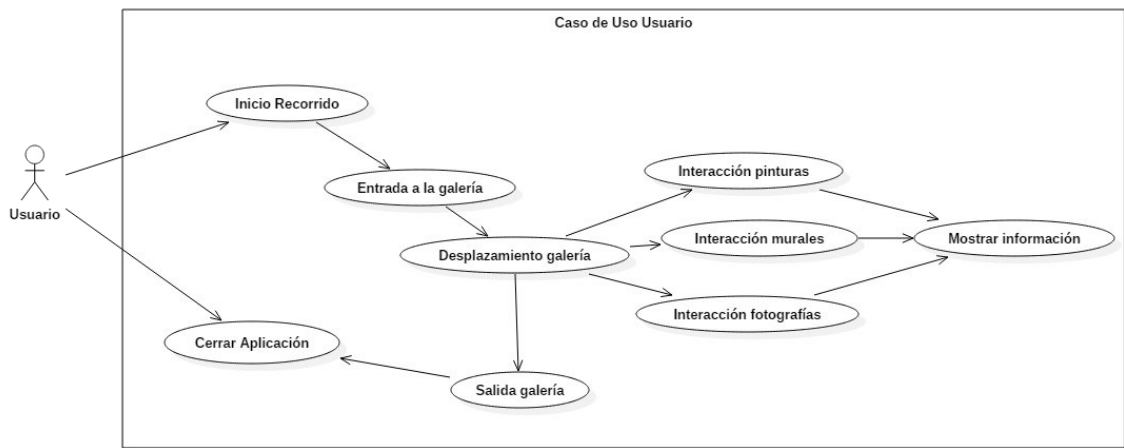 Caso de Uso Usuario
Inicio Recorrido
Usuario
Entrada a la galería
Interacción pinturas
Desplazamiento galería
Interacción murales
Mostrar información
Interacción fotografías
Cerrar Aplicación
Salida galería